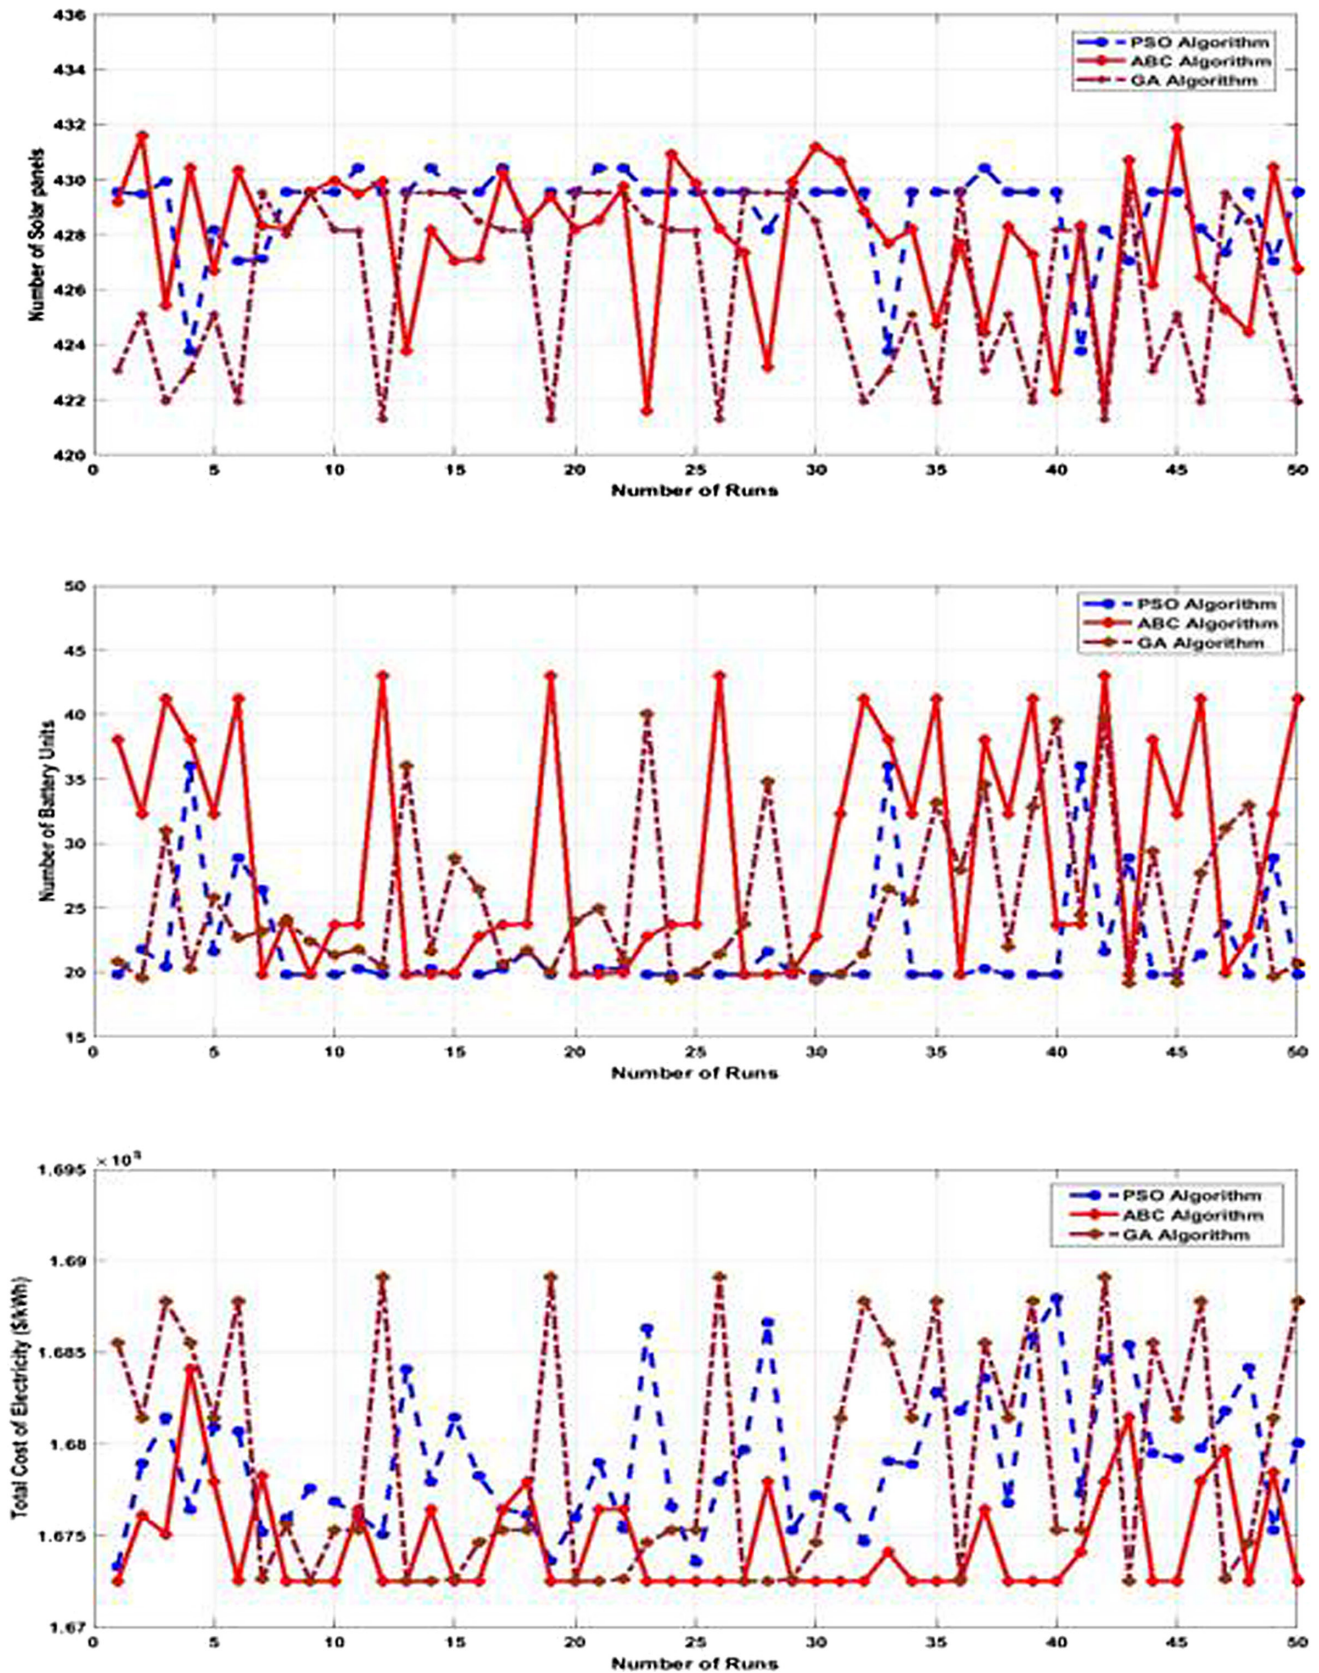 436
434
432
430
428
426
424
422
420
Number of Solar panels
PSO Algorithm
ABC Algorithm
GA Algorithm
0 5 10 15 20 25 30 35 40 45 50
Number of Runs
50
45
40
35
30
25
20
15
Number of Battery Units
PSO Algorithm
ABC Algorithm
GA Algorithm
0 5 10 15 20 25 30 35 40 45 50
Number of Runs
× 10
1.695
1.69
1.685
1.68
1.675
1.67
Total Cost of Electricity ($/kWh)
PSO Algorithm
ABC Algorithm
GA Algorithm
0 5 10 15 20 25 30 35 40 45 50
Number of Runs